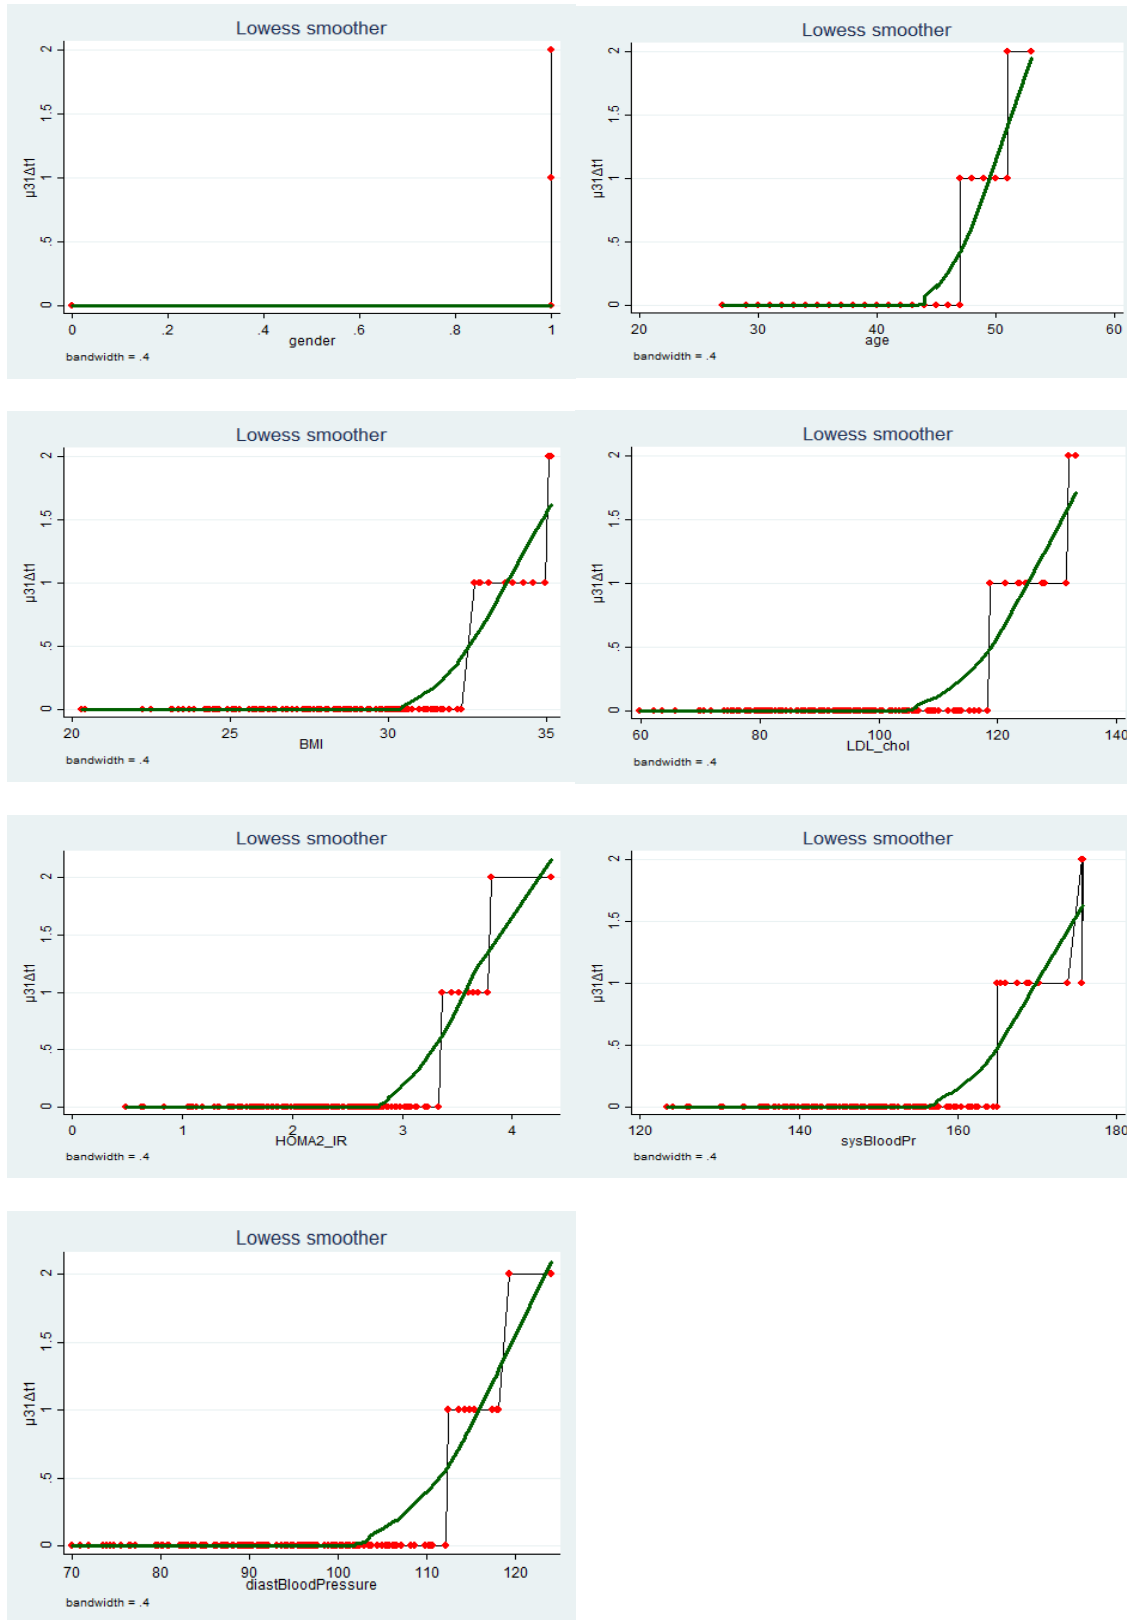 Lowess smoother
μ31Δt1
2
1.5
1
.5
0
0 .2 .4 .6 .8 1
gender
bandwidth = .4
Lowess smoother
μ31Δt1
2
1.5
1
.5
0
20 30 40 50 60
age
bandwidth = .4
Lowess smoother
μ31Δt1
2
1.5
1
.5
0
20 25 30 35
BMI
bandwidth = .4
Lowess smoother
μ31Δt1
2
1.5
1
.5
0
60 80 100 120 140
LDL_chol
bandwidth = .4
Lowess smoother
μ31Δt1
2
1.5
1
.5
0
0 1 2 3 4
HOMA2_IR
bandwidth = .4
Lowess smoother
μ31Δt1
2
1.5
1
.5
0
120 140 160 180
sysBloodPr
bandwidth = .4
Lowess smoother
μ31Δt1
2
1.5
1
.5
0
70 80 90 100 110 120
diastBloodPressure
bandwidth = .4